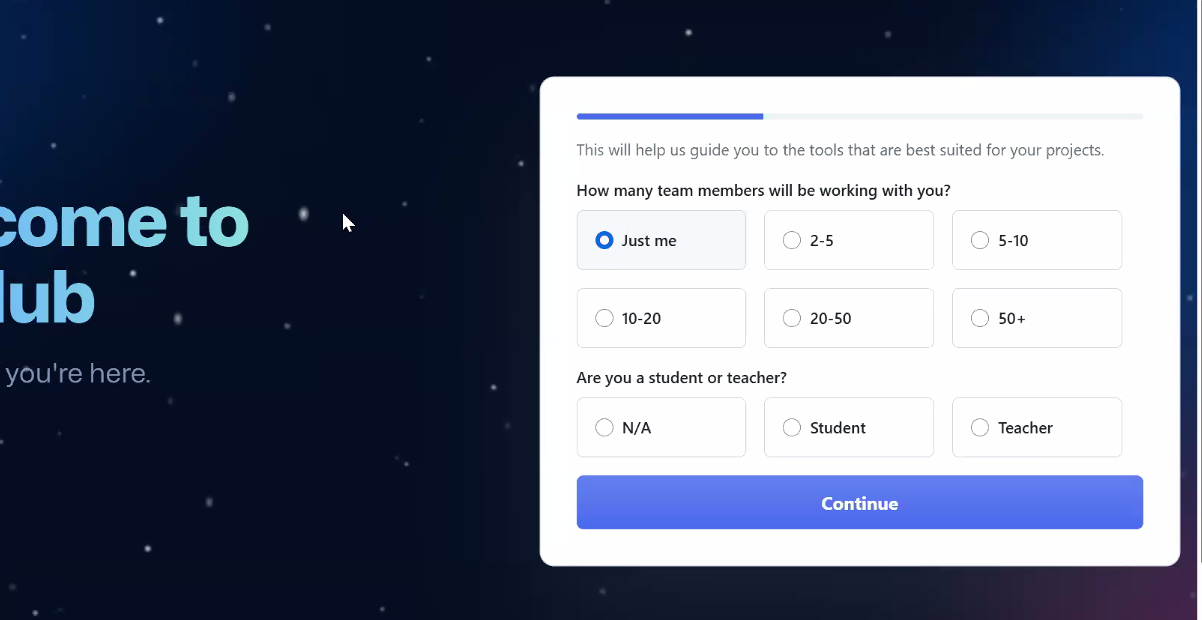 come to
lub
you're here.
This will help us guide you to the tools that are best suited for your projects.
How many team members will be working with you?
Just me
2-5
5-10
10-20
20-50
50+
Are you a student or teacher?
N/A
Student
Teacher
Continue